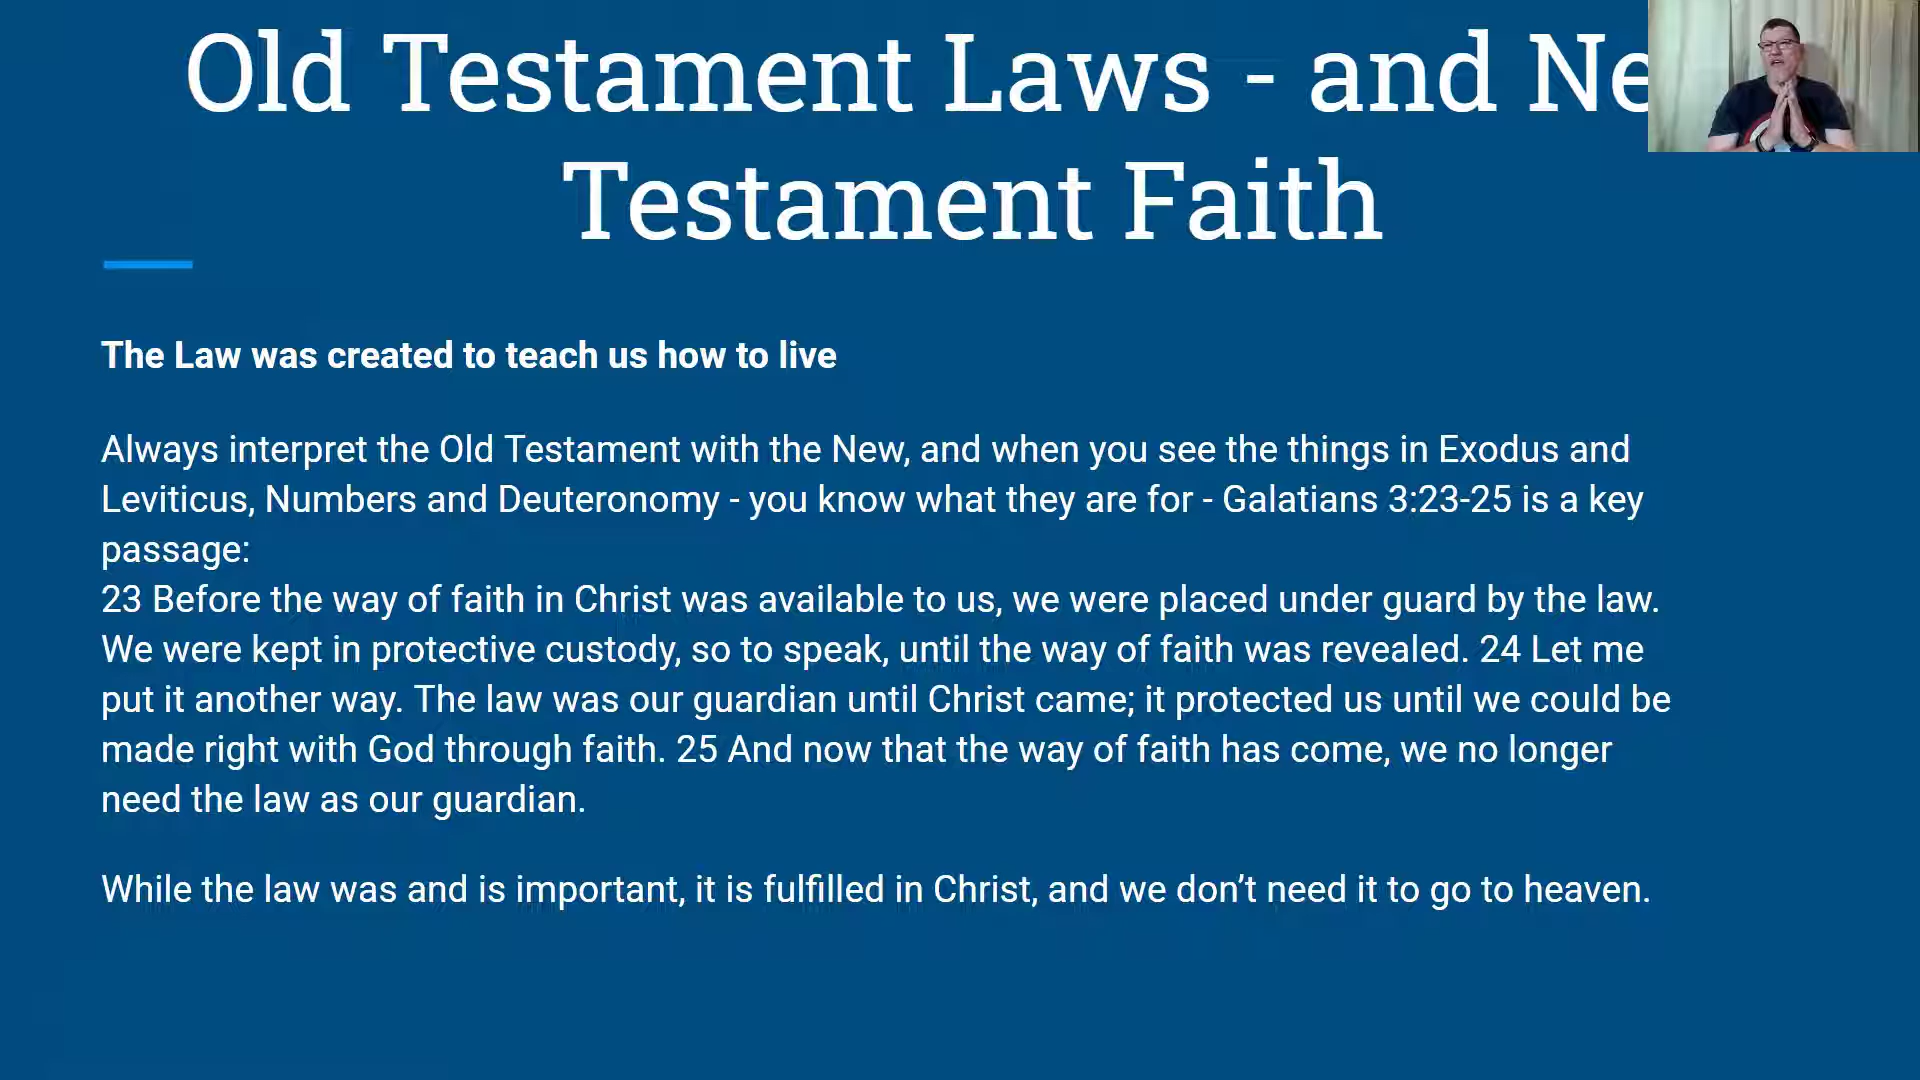 Old Testament Laws - and Ne
Testament Faith
The Law was created to teach us how to live
Always interpret the Old Testament with the New, and when you see the things in Exodus and
Leviticus, Numbers and Deuteronomy - you know what they are for - Galatians 3:23-25 is a key
passage:
23 Before the way of faith in Christ was available to us, we were placed under guard by the law.
We were kept in protective custody, so to speak, until the way of faith was revealed. 24 Let me
put it another way. The law was our guardian until Christ came; it protected us until we could be
made right with God through faith. 25 And now that the way of faith has come, we no longer
need the law as our guardian.
While the law was and is important, it is fulfilled in Christ, and we don’t need it to go to heaven.